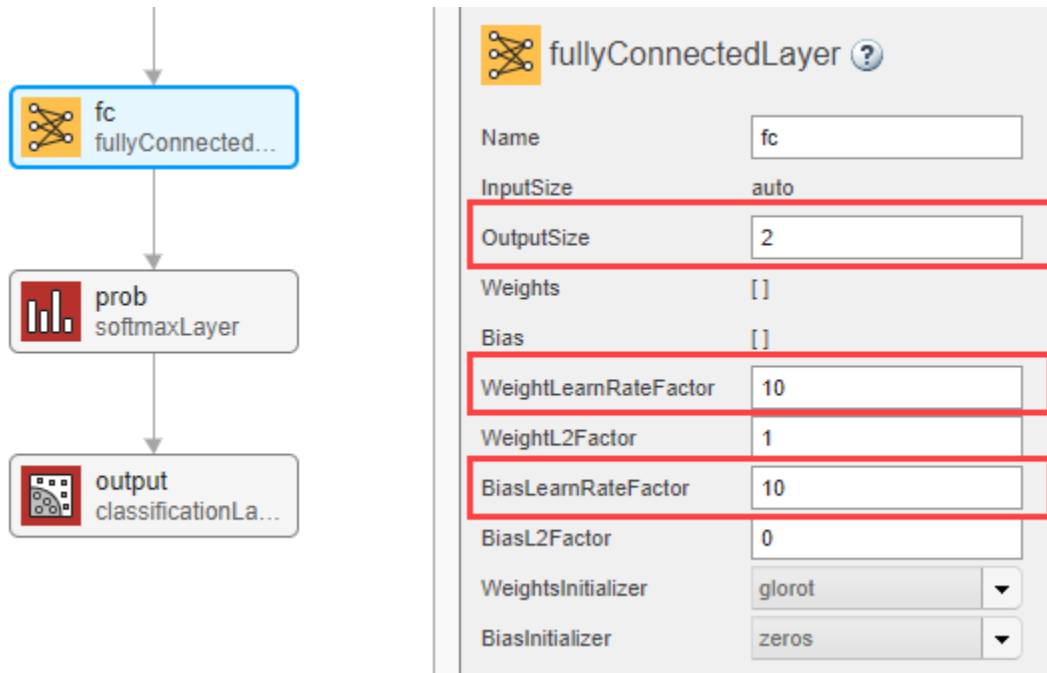 fc
fullyConnected...
prob
softmaxLayer
output
classificationLa...
fullyConnectedLayer ?
Name fc
InputSize auto
OutputSize 2
Weights [ ]
Bias [ ]
WeightLearnRateFactor 10
WeightL2Factor 1
BiasLearnRateFactor 10
BiasL2Factor 0
WeightsInitializer glorot
BiasInitializer zeros